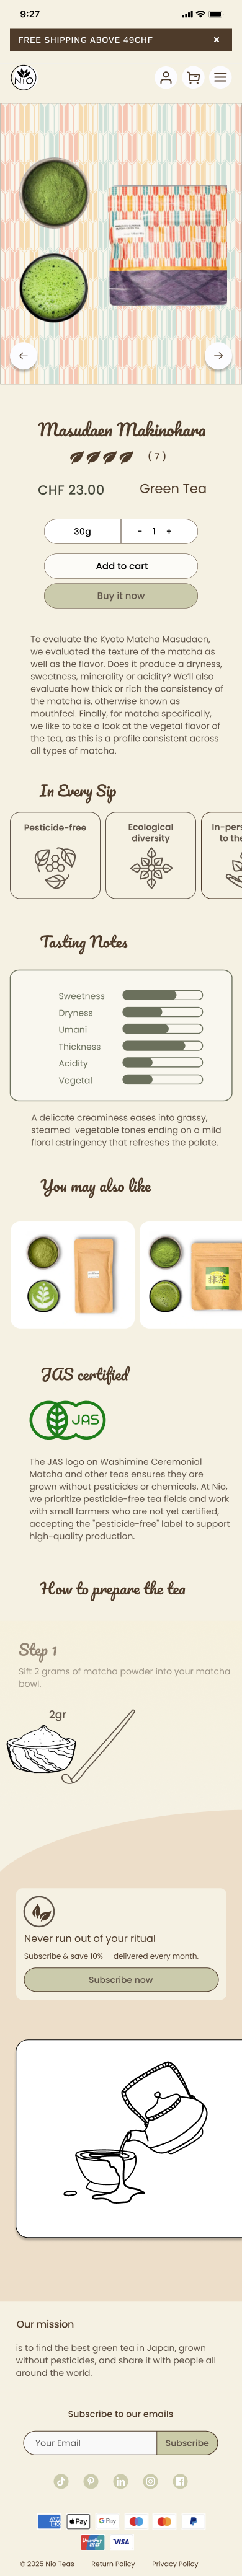 9:27
FREE SHIPPING ABOVE 49CHF ×
NIO
Masudaen Makinohara
( 7 )
CHF 23.00 Green Tea
30g - 1 +
Add to cart
Buy it now
To evaluate the Kyoto Matcha Masuden,
we evaluated the texture of the matcha as
well as the flavor. Does it produce a dryness,
sweetness, minerality or acidity? We'll also
evaluate how thick or rich the consistency of
the matcha is, otherwise known as
mouthfeel. Finally, for matcha specifically,
we like to take a look at the vegetal flavor of
the tea, as this is a profile consistent across
all types of matcha.
In Every Sip
Pesticide-free
Ecological
diversity
In-pers
to the
Tasting Notes
Sweetness
Dryness
Umani
Thickness
Acidity
Vegetal
A delicate creaminess eases into grassy,
steamed vegetable tones ending on a mild
floral astringency that refreshes the palate.
You may also like
抹茶
JAS certified
JAS
The JAS logo on Washimine Ceremonial
Matcha and other teas ensures they are
grown without pesticides or chemicals. At Nio,
we prioritize pesticide-free tea fields and work
with small farmers who are not yet certified,
accepting the "pesticide-free" label to support
high-quality production.
How to prepare the tea
Step 1
Sift 2 grams of matcha powder into your matcha
bowl.
2gr
Never run out of your ritual
Subscribe & save 10% — delivered every month.
Subscribe now
Our mission
is to find the best green tea in Japan, grown
without pesticides, and share it with people all
around the world.
Subscribe to our emails
Your Email Subscribe
AM EX Pay G Pay
UnionPay VISA
© 2025 Nio Teas Return Policy Privacy Policy